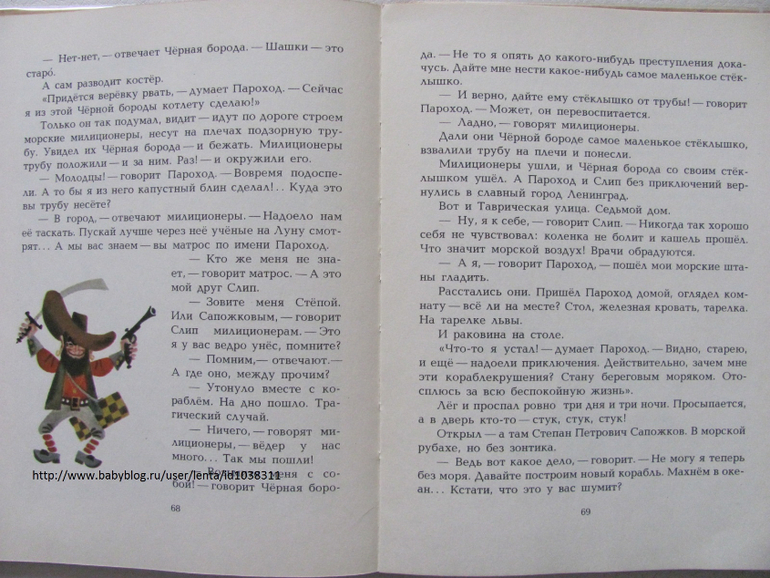 — Нет-нет, — отвечает Чёрная борода. — Шашки — это
старо́.
А сам разводит костёр.
«Придётся верёвку рвать, — думает Пароход. — Сейчас
я из этой Чёрной бороды котлету сделаю!»
Только он так подумал, видит — идут по дороге строем
морские милиционеры, несут на плечах подзорную тру-
бу. Увидел их Чёрная борода — и бежать. Милиционеры
трубу положили — и за ним. Раз! — и окружили его.
— Молодцы! — говорит Пароход. — Вовремя подоспе-
ли. А то бы я из него капустный блин сделал!.. Куда это
вы трубу несёте?
— В город, — отвечают милиционеры. — Надоело нам
её таскать. Пускай лучше через неё учёные на Луну смот-
рят... А мы вас знаем — вы матрос по имени Пароход.
— Кто же меня не зна-
ет, — говорит матрос. — А это
мой друг Слип.
— Зовите меня Стёпой.
Или Сапожковым, — говорит
Слип милиционерам. — Это
я у вас ведро унёс, помните?
— Помним, — отвечают. —
А где оно, между прочим?
— Утонуло вместе с ко-
раблём. На дно пошло. Тра-
гический случай.
— Ничего, — говорят ми-
лиционеры, — вёдер у нас
много... Так мы пошли!
меня с со-
бой! — говорит Чёрная боро-
http://www.babyblog.ru/user/lenta/id1038311
68
да. — Не то я опять до какого-нибудь преступления дока-
чусь. Дайте мне нести какое-нибудь самое маленькое стёк-
лышко.
— И верно, дайте ему стёклышко от трубы! — говорит
Пароход. — Может, он перевоспитается.
— Ладно, — говорят милиционеры.
Дали они Чёрной бороде самое маленькое стёклышко,
взвалили трубу на плечи и понесли.
Милиционеры ушли, и Чёрная борода со своим стёк-
лышком ушёл. А Пароход и Слип без приключений вер-
нулись в славный город Ленинград.
Вот и Таврическая улица. Седьмой дом.
— Ну, я к себе, — говорит Слип. — Никогда так хорошо
себя не чувствовал: коленка не болит и кашель прошёл.
Что значит морской воздух! Врачи обрадуются.
— А я, — говорит Пароход, — пошёл мои морские шта-
ны гладить.
Расстались они. Пришёл Пароход домой, оглядел ком-
нату — всё ли на месте? Стол, железная кровать, тарелка.
На тарелке львы.
И раковина на столе.
«Что-то я устал! — думает Пароход. — Видно, старею,
и ещё — надоели приключения. Действительно, зачем мне
эти кораблекрушения? Стану береговым моряком. Ото-
сплюсь за всю беспокойную жизнь».
Лёг и проспал ровно три дня и три ночи. Просыпается,
а в дверь кто-то — стук, стук, стук!
Открыл — а там Степан Петрович Сапожков. В морской
рубахе, но без зонтика.
— Ведь вот какое дело, — говорит. — Не могу я теперь
без моря. Давайте построим новый корабль. Махнём в оке-
ан... Кстати, что это у вас шумит?
69